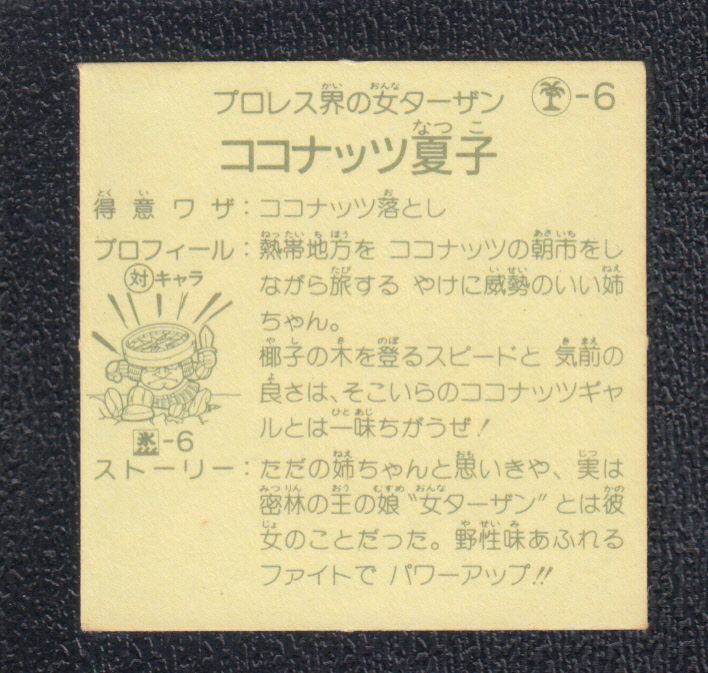 プロレス界の女ターザン -6
ココナッツ夏子
得意ワザ:ココナッツ落とし
プロフィール:熱帯地方を ココナッツの朝市をし
ながら旅する やけに威勢のいい姉
ちゃん。
椰子の木を登るスピードと 気前の
良さは、そこいらのココナッツギャ
ルとは一味ちがうぜ!
対キャラ
-6
ストーリー:ただの姉ちゃんと思いきや、実は
密林の王の娘“女ターザン”とは彼
女のことだった。野性味あふれる
ファイトで パワーアップ!!